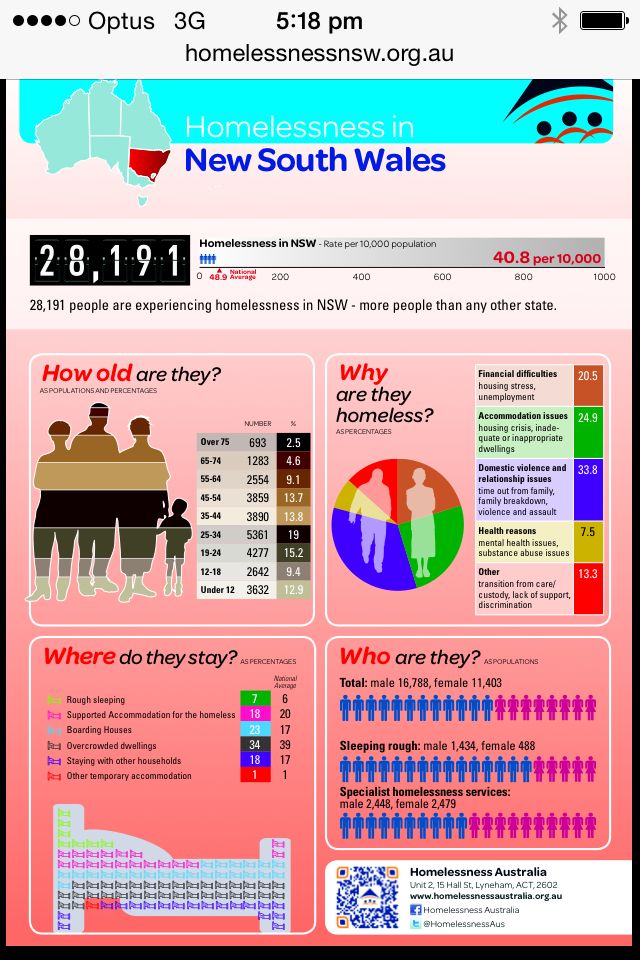 Optus 3G 5:18 pm
homelessnessnsw.org.au
Homelessness in
New South Wales
28,191
Homelessness in NSW - Rate per 10,000 population
40.8 per 10,000
0 48.9 National Average 200 400 600 800 1000
28,191 people are experiencing homelessness in NSW - more people than any other state.
How old are they?
AS POPULATIONS AND PERCENTAGES
NUMBER %
Over 75 693 2.5
65-74 1283 4.6
55-64 2554 9.1
45-54 3859 13.7
35-44 3890 13.8
25-34 5361 19
19-24 4277 15.2
12-18 2642 9.4
Under 12 3632 12.9
Why
are they
homeless?
AS PERCENTAGES
Financial difficulties 20.5
housing stress,
unemployment
Accommodation issues 24.9
housing crisis, inade-
quate or inappropriate
dwellings
Domestic violence and 33.8
relationship issues
time out from family,
family breakdown,
violence and assault
Health reasons 7.5
mental health issues,
substance abuse issues
Other 13.3
transition from care/
custody, lack of support,
discrimination
Where do they stay? AS PERCENTAGES
National
Average
Rough sleeping 7 6
Supported Accommodation for the homeless 18 20
Boarding Houses 23 17
Overcrowded dwellings 34 39
Staying with other households 18 17
Other temporary accommodation 1 1
Who are they? AS POPULATIONS
Total: male 16,788, female 11,403
Sleeping rough: male 1,434, female 488
Specialist homelessness services:
male 2,448, female 2,479
Homelessness Australia
Unit 2, 15 Hall St, Lyneham, ACT, 2602
www.homelessnessaustralia.org.au
Homelessness Australia
@HomelessnessAus